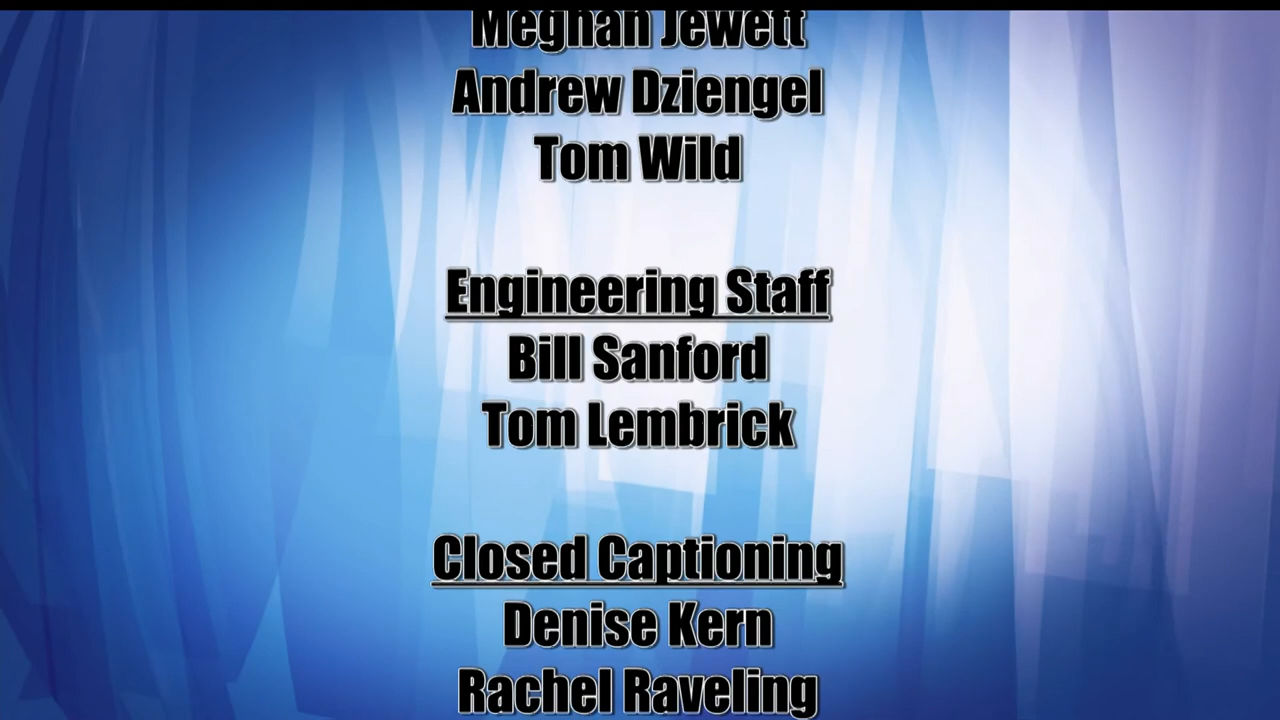 Meghan Jewett
Andrew Dziengel
Tom Wild
Engineering Staff
Bill Sanford
Tom Lembrick
Closed Captioning
Denise Kern
Rachel Raveling